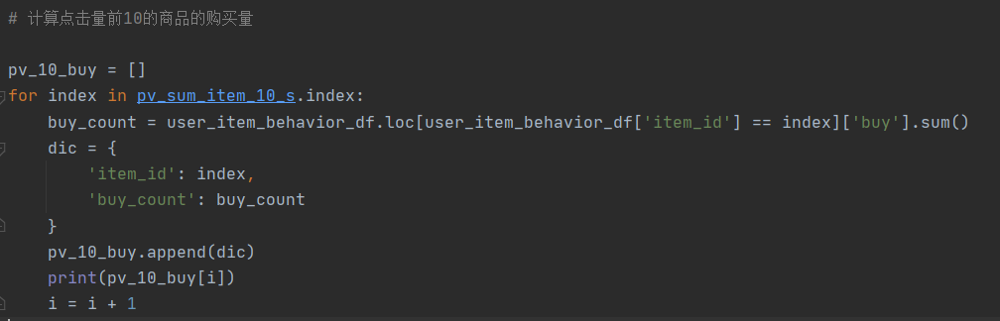 # 计算点击量前10的商品的购买量
pv_10_buy = []
for index in pv_sum_item_10_s.index:
    buy_count = user_item_behavior_df.loc[user_item_behavior_df['item_id'] == index]['buy'].sum()
    dic = {
        'item_id': index,
        'buy_count': buy_count
    }
    pv_10_buy.append(dic)
    print(pv_10_buy[i])
    i = i + 1